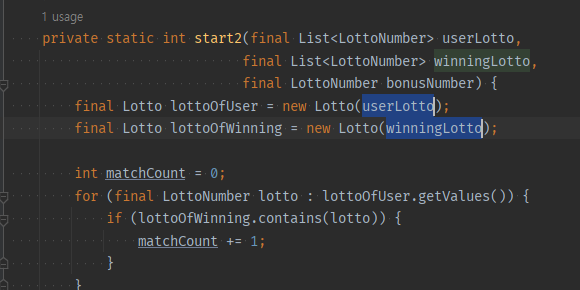 1 usage
private static int start2(final List<LottoNumber> userLotto,
final List<LottoNumber> winningLotto,
final LottoNumber bonusNumber) {
final Lotto lottoOfUser = new Lotto(userLotto);
final Lotto lottoOfWinning = new Lotto(winningLotto);
int matchCount = 0;
for (final LottoNumber lotto : lottoOfUser.getValues()) {
if (lottoOfWinning.contains(lotto)) {
matchCount += 1;
}
}